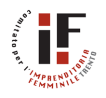 iF
comitato per l'IMPRENDITORIA
FEMMINILE TRENTO